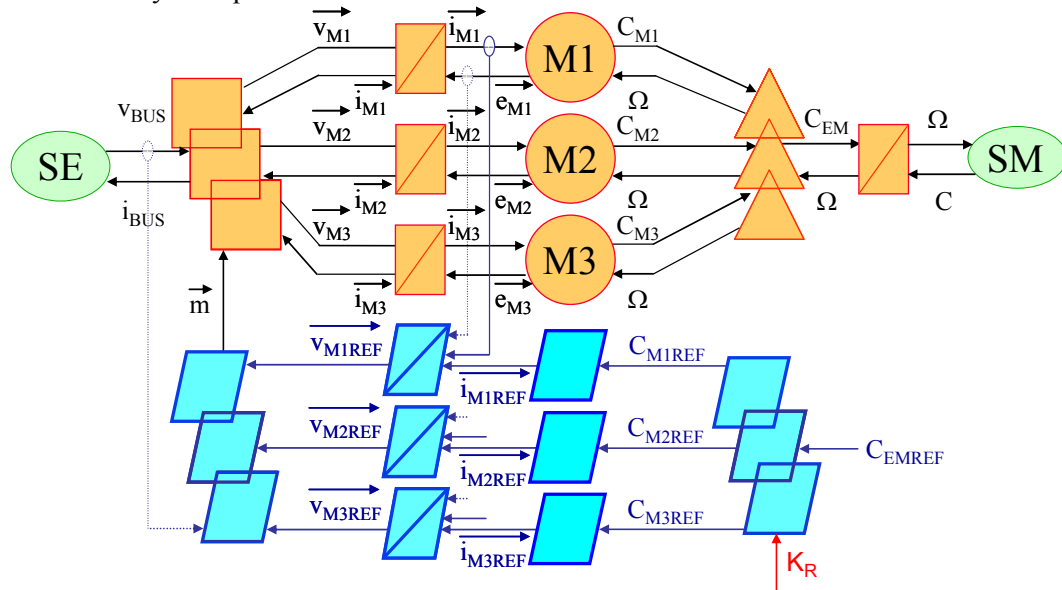 v_M1 i_M1 C_M1
M1
v_BUS i_M1 e_M1 Ω
v_M2 i_M2 C_M2 C_EM Ω
SE M2 SM
i_BUS i_M2 e_M2 Ω Ω C
v_M3 i_M3 C_M3
M3
m i_M3 e_M3 Ω
v_M1REF C_M1REF
i_M1REF
v_M2REF C_M2REF C_EMREF
i_M2REF
v_M3REF C_M3REF
i_M3REF
K_R